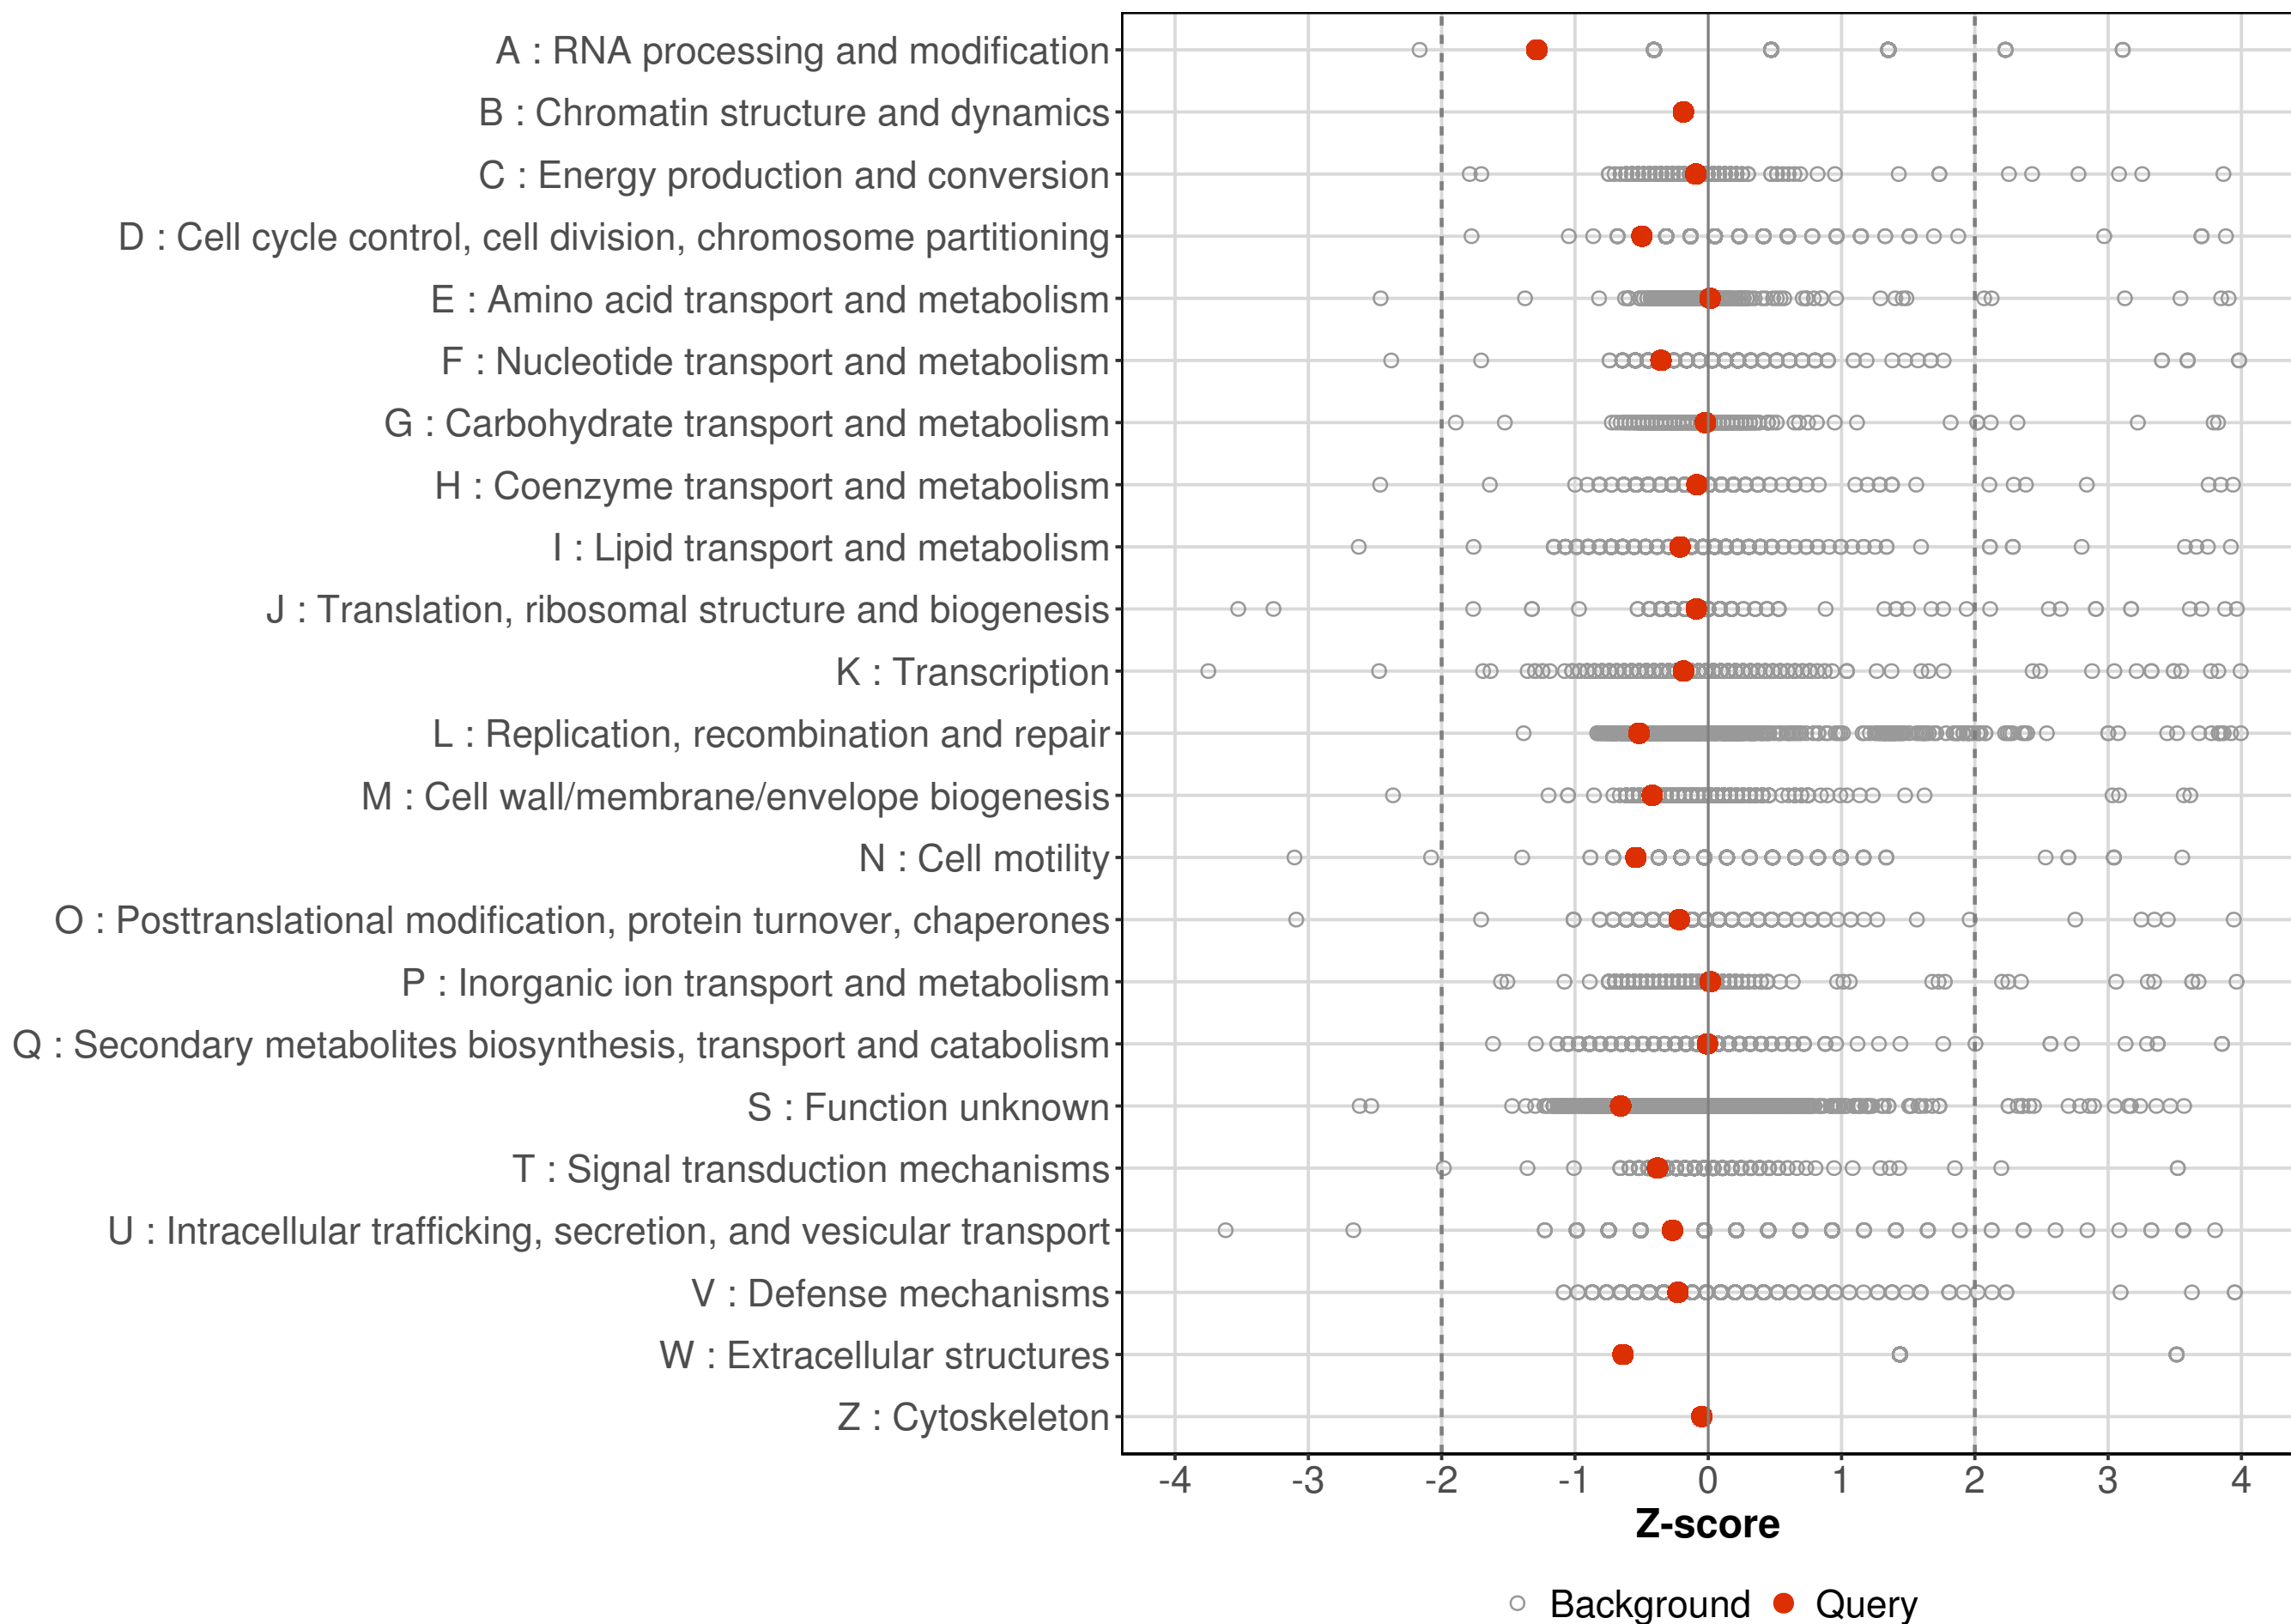 A : RNA processing and modification
B : Chromatin structure and dynamics
C : Energy production and conversion
D : Cell cycle control, cell division, chromosome partitioning
E : Amino acid transport and metabolism
F : Nucleotide transport and metabolism
G : Carbohydrate transport and metabolism
H : Coenzyme transport and metabolism
I : Lipid transport and metabolism
J : Translation, ribosomal structure and biogenesis
K : Transcription
L : Replication, recombination and repair
M : Cell wall/membrane/envelope biogenesis
N : Cell motility
O : Posttranslational modification, protein turnover, chaperones
P : Inorganic ion transport and metabolism
Q : Secondary metabolites biosynthesis, transport and catabolism
S : Function unknown
T : Signal transduction mechanisms
U : Intracellular trafficking, secretion, and vesicular transport
V : Defense mechanisms
W : Extracellular structures
Z : Cytoskeleton
-4 -3 -2 -1 0 1 2 3 4
Z-score
Background Query